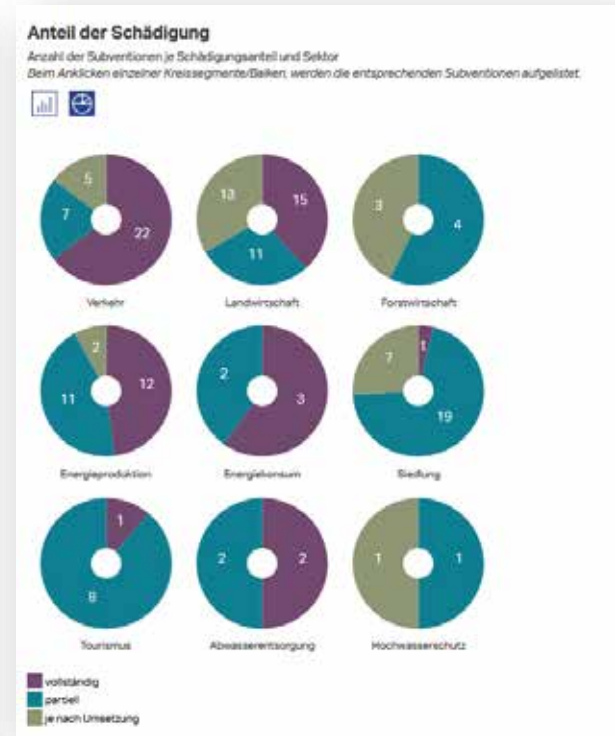 Anteil der Schädigung
Anzahl der Subventionen je Schädigungsanteil und Sektor
Beim Anklicken einzelner Kreissegmente/Balken, werden die entsprechenden Subventionen aufgelistet.
5
7
22
13
15
11
3
4
Verkehr
Landwirtschaft
Forstwirtschaft
2
11
12
2
3
7
1
19
Energieproduktion
Energiekonsum
Siedlung
1
8
2
2
1
1
Tourismus
Abwasserentsorgung
Hochwasserschutz
vollständig
partiell
je nach Umsetzung